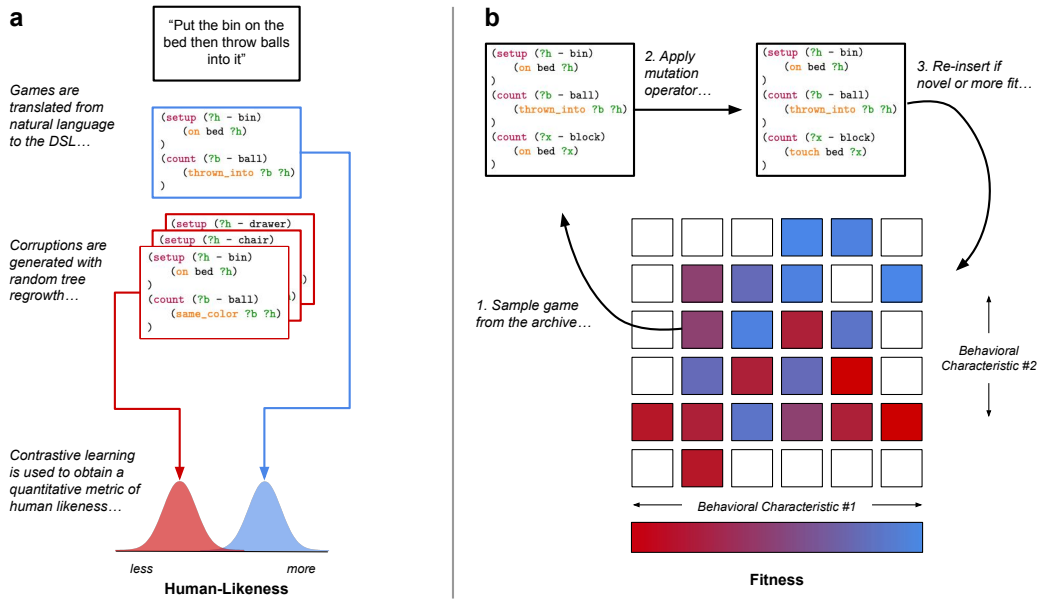 a
“Put the bin on the
bed then throw balls
into it”
Games are
translated from
natural language
to the DSL…
(setup (?h - bin)
(on bed ?h)
)
(count (?b - ball)
(thrown_into ?b ?h)
)
Corruptions are
generated with
random tree
regrowth…
(setup (?h - drawer)
(setup (?h - chair)
(setup (?h - bin)
(on bed ?h)
)
(count (?b - ball)
(same_color ?b ?h)
)
Contrastive learning
is used to obtain a
quantitative metric of
human likeness…
less
more
Human-Likeness
b
(setup (?h - bin)
(on bed ?h)
)
(count (?b - ball)
(thrown_into ?b ?h)
)
(count (?x - block)
(on bed ?x)
)
2. Apply
mutation
operator…
(setup (?h - bin)
(on bed ?h)
)
(count (?b - ball)
(thrown_into ?b ?h)
)
(count (?x - block)
(touch bed ?x)
)
3. Re-insert if
novel or more fit…
1. Sample game
from the archive…
Behavioral
Characteristic #2
Behavioral Characteristic #1
Fitness